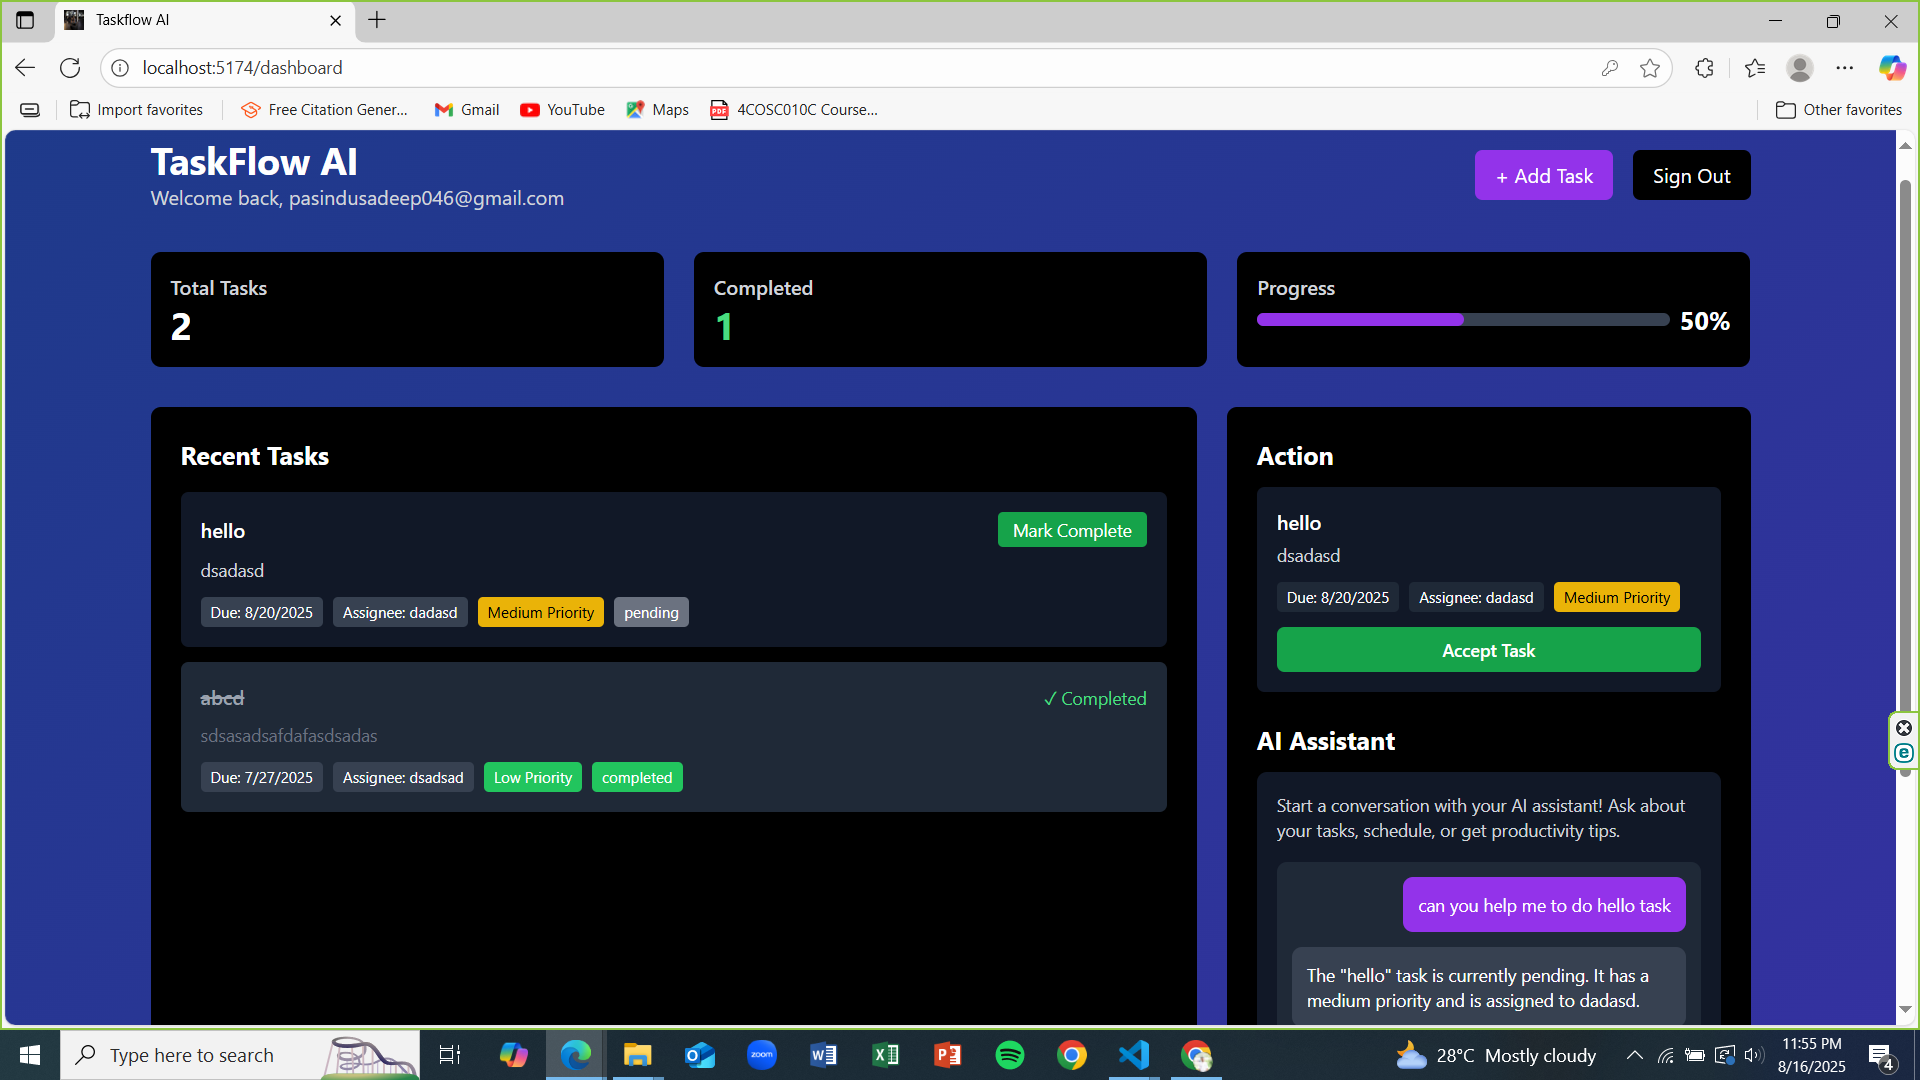 Taskflow AI
localhost:5174/dashboard
Import favorites
Free Citation Gener...
Gmail
YouTube
Maps
PDF
4COSC010C Course...
Other favorites
TaskFlow AI
Welcome back, pasindusadeep046@gmail.com
+ Add Task
Sign Out
Total Tasks
2
Completed
1
Progress
50%
Recent Tasks
hello
Mark Complete
dsadasd
Due: 8/20/2025 Assignee: dadasd Medium Priority pending
abcd
✓ Completed
sdsasadsafdafasdsadas
Due: 7/27/2025 Assignee: dsadsad Low Priority completed
Action
hello
dsadasd
Due: 8/20/2025 Assignee: dadasd Medium Priority
Accept Task
AI Assistant
Start a conversation with your AI assistant! Ask about
your tasks, schedule, or get productivity tips.
can you help me to do hello task
The "hello" task is currently pending. It has a
medium priority and is assigned to dadasd.
Type here to search
zoom
28°C Mostly cloudy
11:55 PM
8/16/2025
4